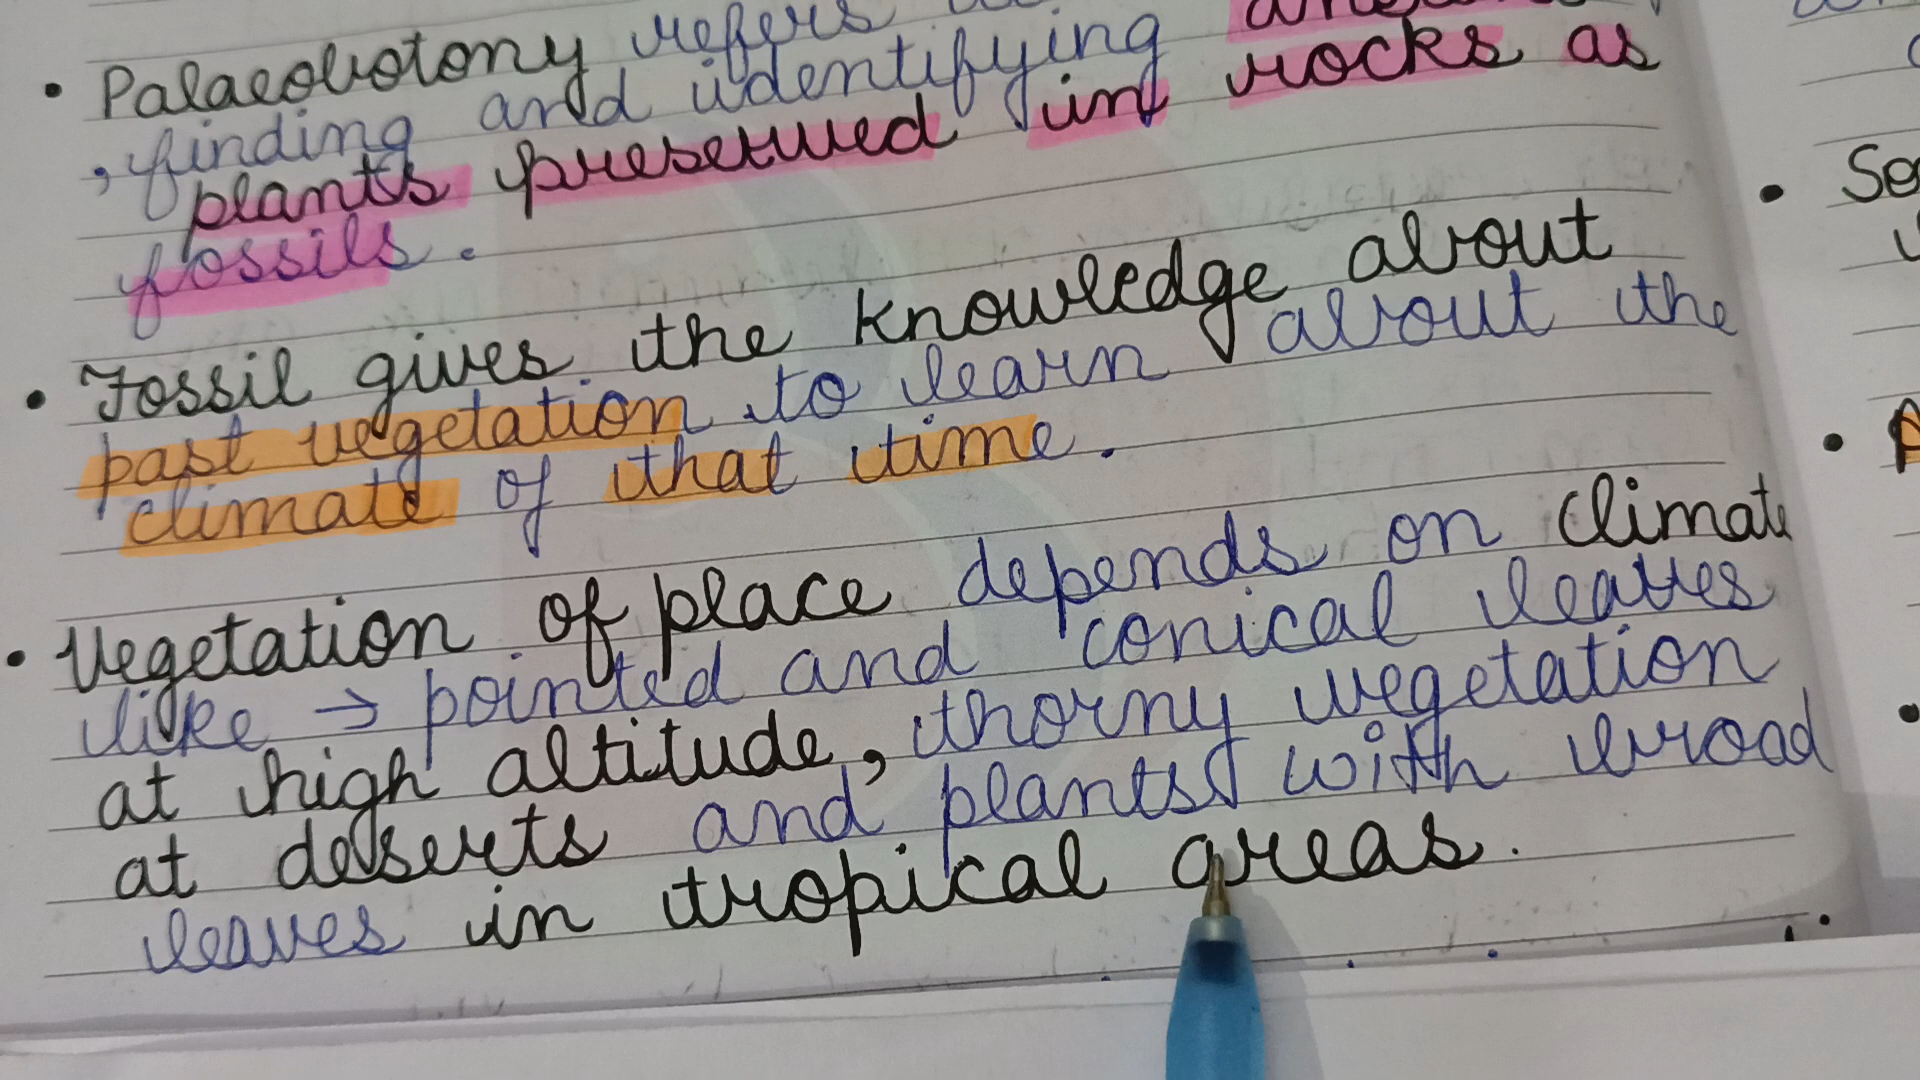 • Palaeobotony refers
, finding and identifying
plants preserved in rocks as
fossils.
• Fossil gives the knowledge about
past vegetation to learn about the
climate of that time.
• Vegetation of place depends on climate
like → pointed and conical leaves
at high altitude, thorny vegetation
at deserts and plants with broad
leaves in tropical areas.